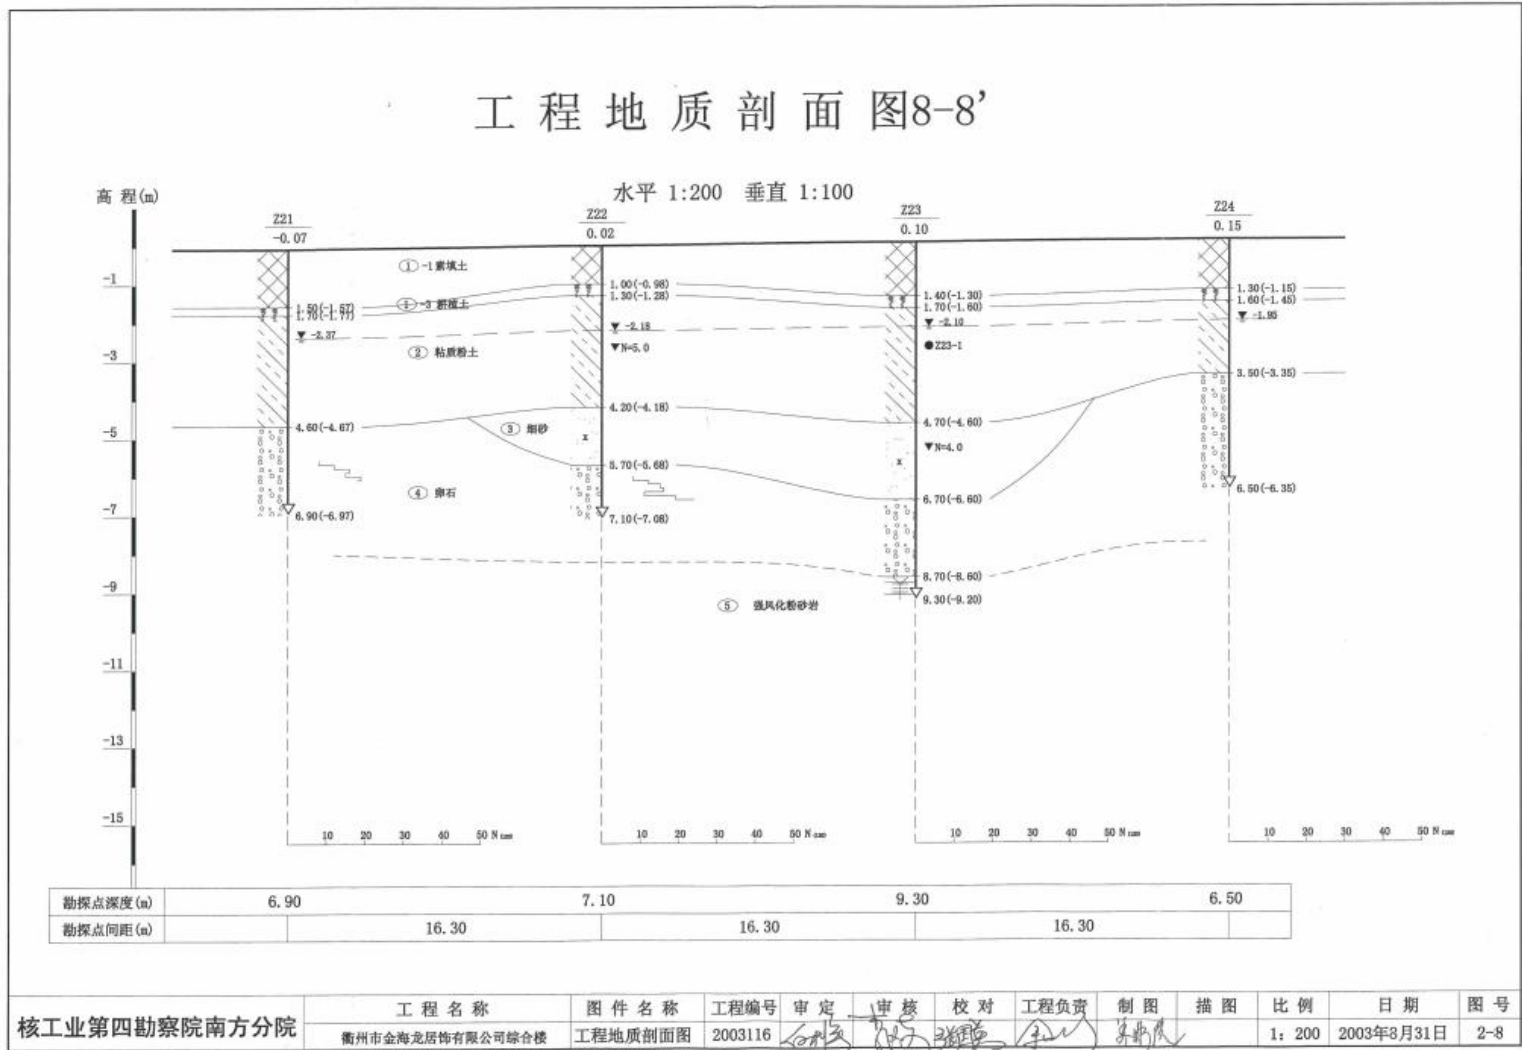 工程地质剖面图8-8’
水平 1:200 垂直 1:100
高程(m)
Z21 Z22 Z23 Z24
-0.07 0.02 0.10 0.15
①-1素填土
-1
1.00(-0.98)
1.30(-1.28)
1.40(-1.30)
1.70(-1.60)
1.30(-1.15)
1.60(-1.45)
1.50(-1.57)
1.70(-1.77)
①-3 耕植土
▼-2.37
▼-2.18
▼-2.10
▼-1.95
② 粘质粉土
▼N=5.0
●Z23-1
-3
3.50(-3.35)
4.60(-4.67)
4.20(-4.18)
4.70(-4.60)
-5
③ 细砂
▼N=4.0
5.70(-5.68)
④ 卵石
6.70(-6.60)
6.50(-6.35)
-7
6.90(-6.97)
7.10(-7.08)
8.70(-8.60)
-9
9.30(-9.20)
⑤ 强风化粉砂岩
-11
-13
-15
10 20 30 40 50 N
10 20 30 40 50 N
10 20 30 40 50 N
10 20 30 40 50 N
勘探点深度(m) 6.90 7.10 9.30 6.50
勘探点间距(m) 16.30 16.30 16.30
核工业第四勘察院南方分院
工程名称 图件名称 工程编号 审定 审核 校对 工程负责 制图 描图 比例 日期 图号
衢州市金海龙居饰有限公司综合楼 工程地质剖面图 2003116 1: 200 2003年8月31日 2-8